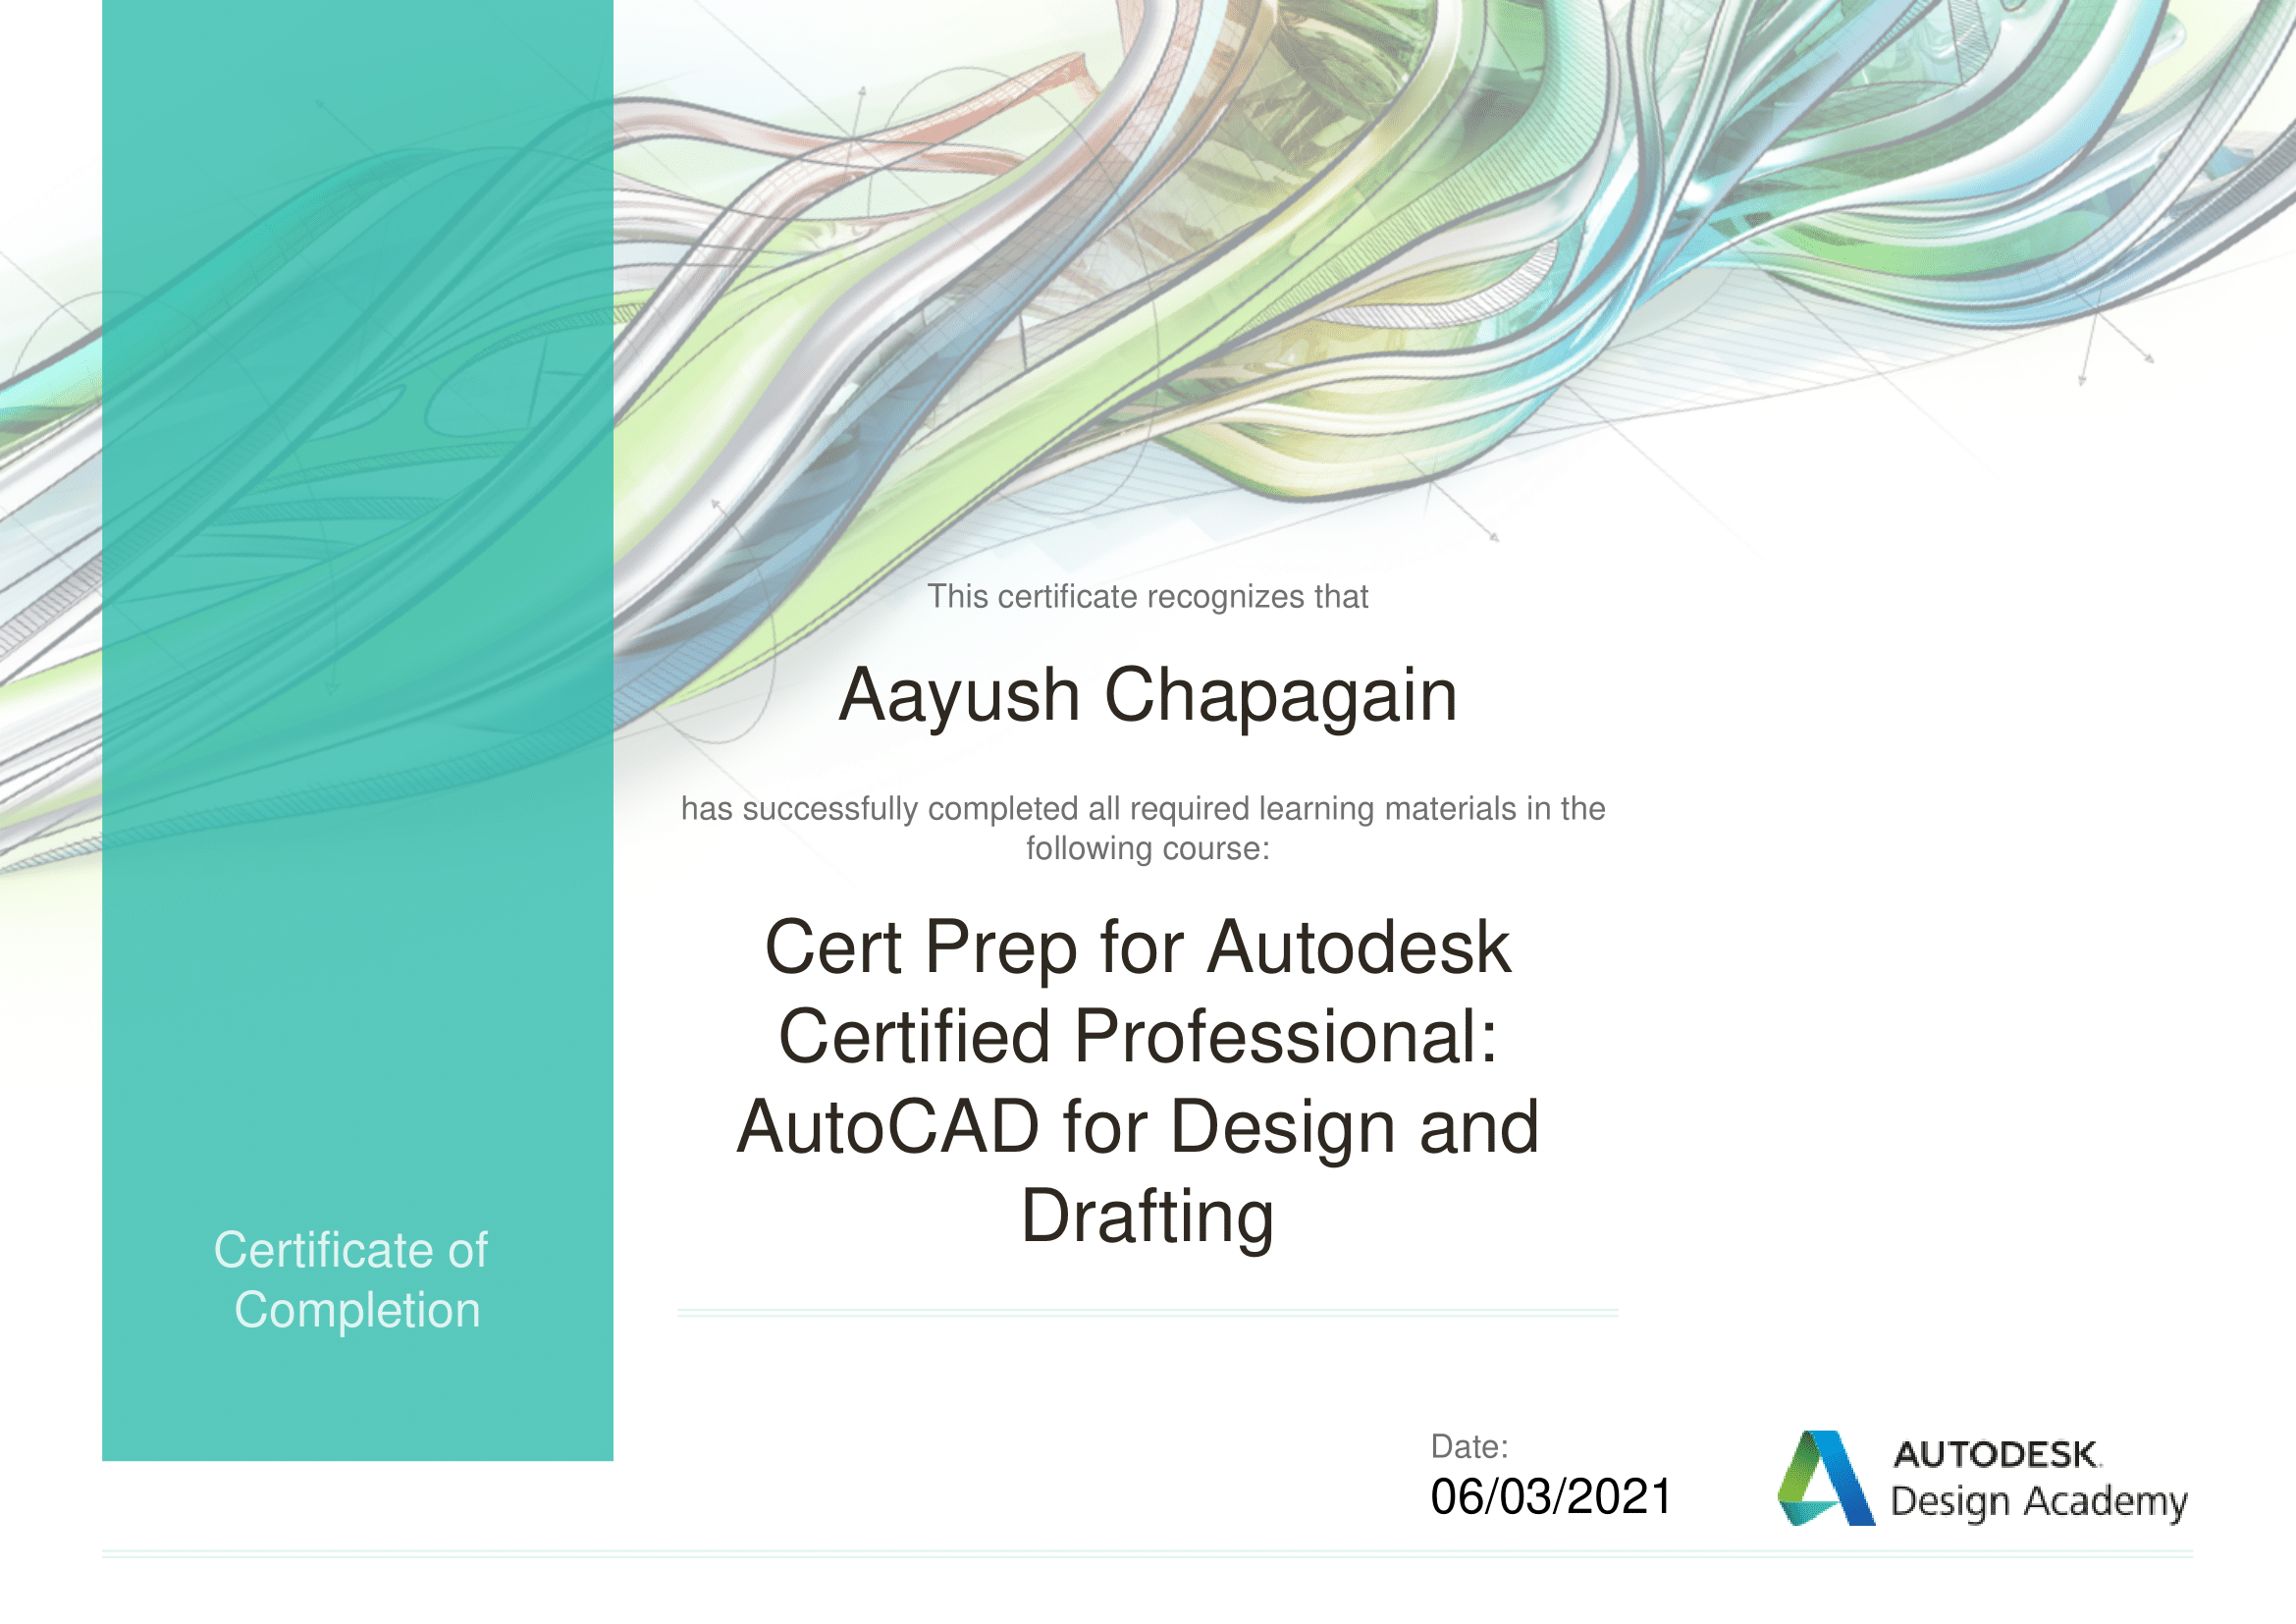 This certificate recognizes that
Aayush Chapagain
has successfully completed all required learning materials in the
following course:
Cert Prep for Autodesk
Certified Professional:
AutoCAD for Design and
Drafting
Certificate of
Completion
Date:
06/03/2021
AUTODESK.
Design Academy